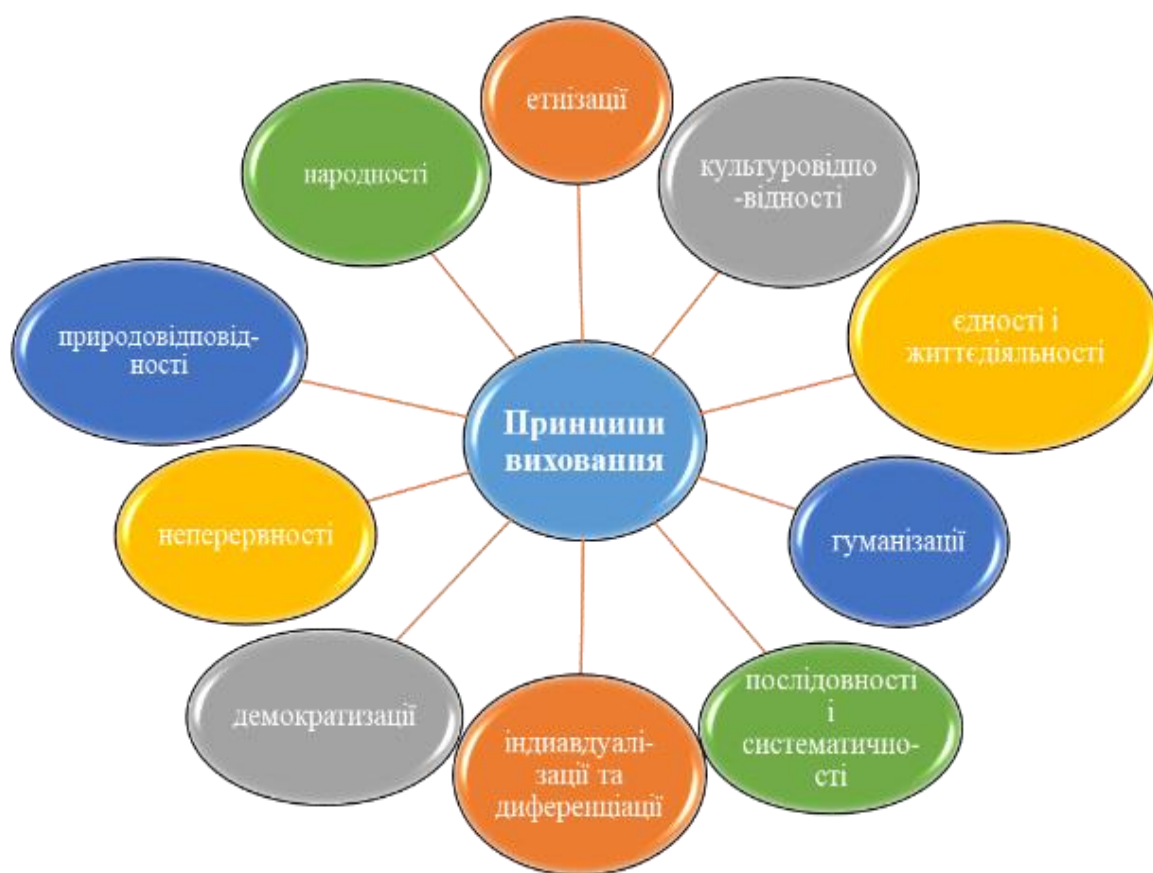 етнізації
народності
культуровідпо
-відності
єдності і
життєдіяльності
природовідповід-
ності
Принципи
виховання
неперервності
гуманізації
демократизації
індиавдуалі-
зації та
диференціації
послідовності
і
систематично-
сті